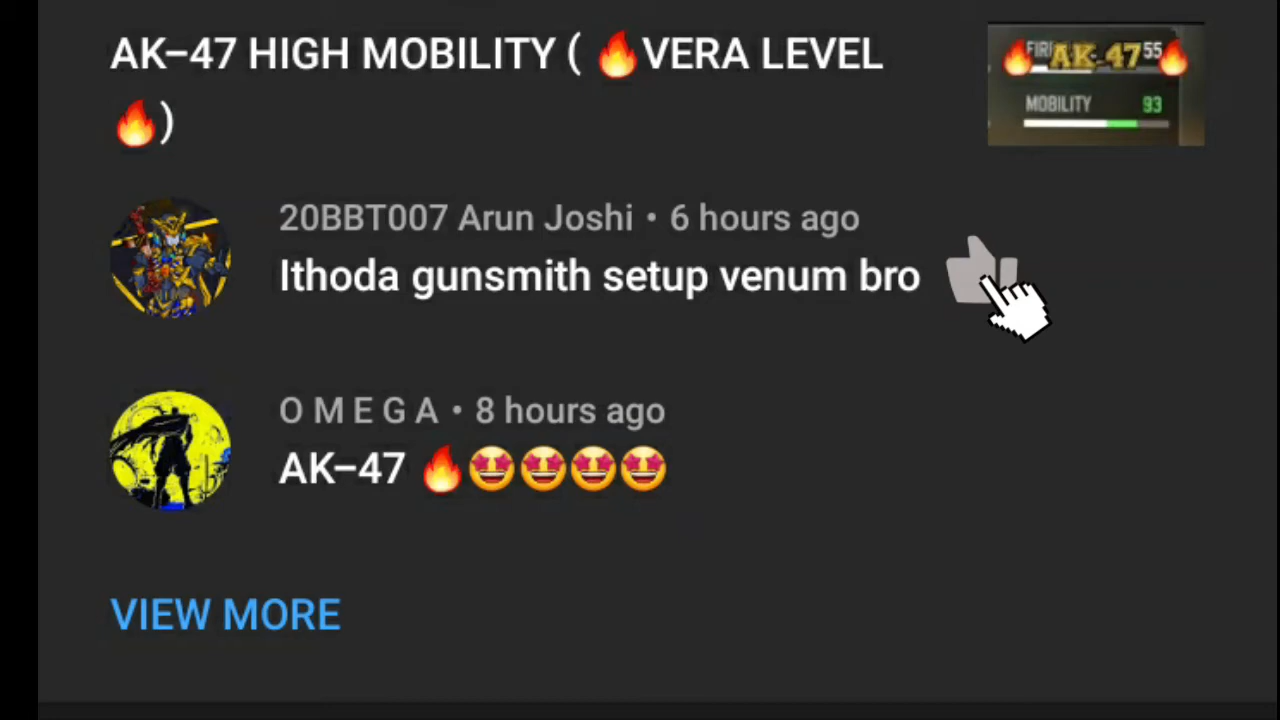 AK-47 HIGH MOBILITY ( 🔥VERA LEVEL
🔥)
AK-47 55
MOBILITY 93
20BBT007 Arun Joshi • 6 hours ago
Ithoda gunsmith setup venum bro
O M E G A • 8 hours ago
AK-47 🔥🤩🤩🤩🤩
VIEW MORE